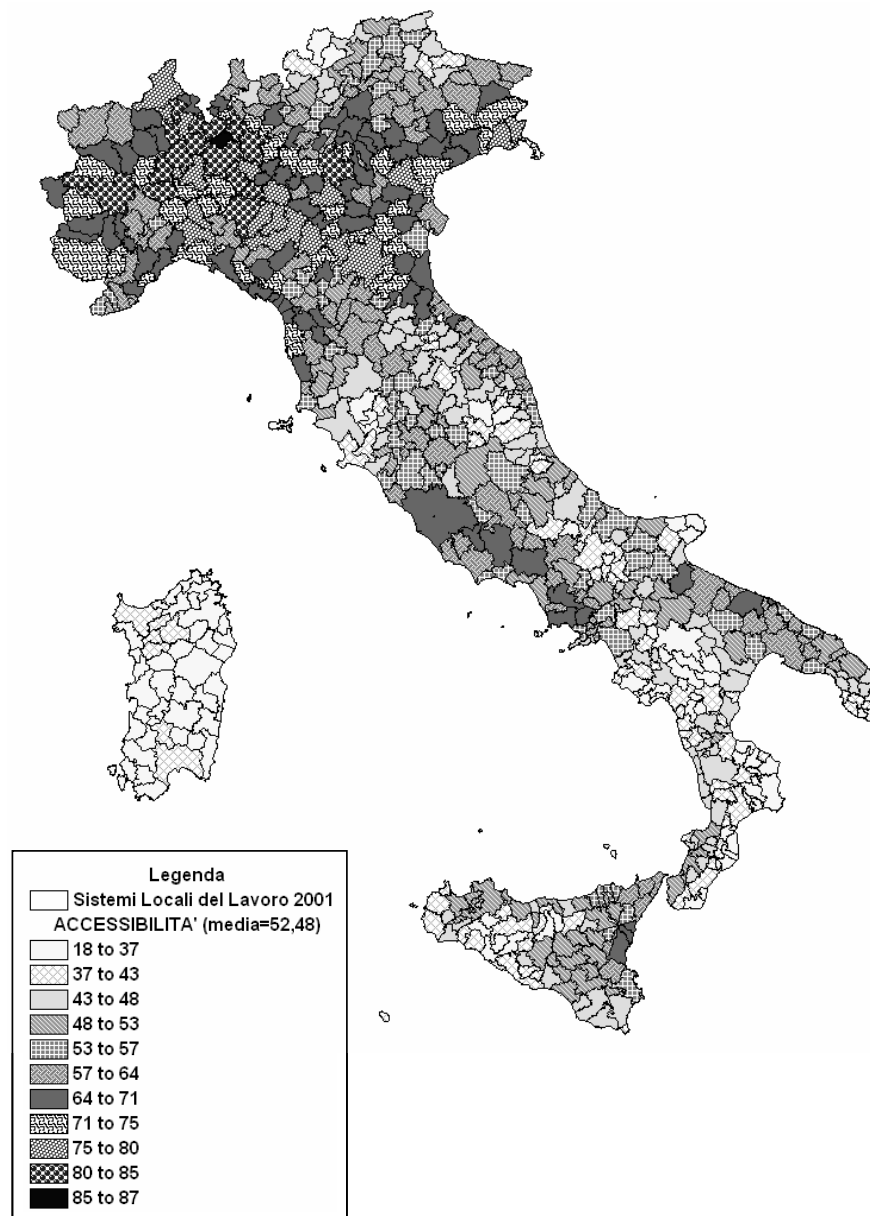 Legenda
Sistemi Locali del Lavoro 2001
ACCESSIBILITA' (media=52,48)
18 to 37
37 to 43
43 to 48
48 to 53
53 to 57
57 to 64
64 to 71
71 to 75
75 to 80
80 to 85
85 to 87